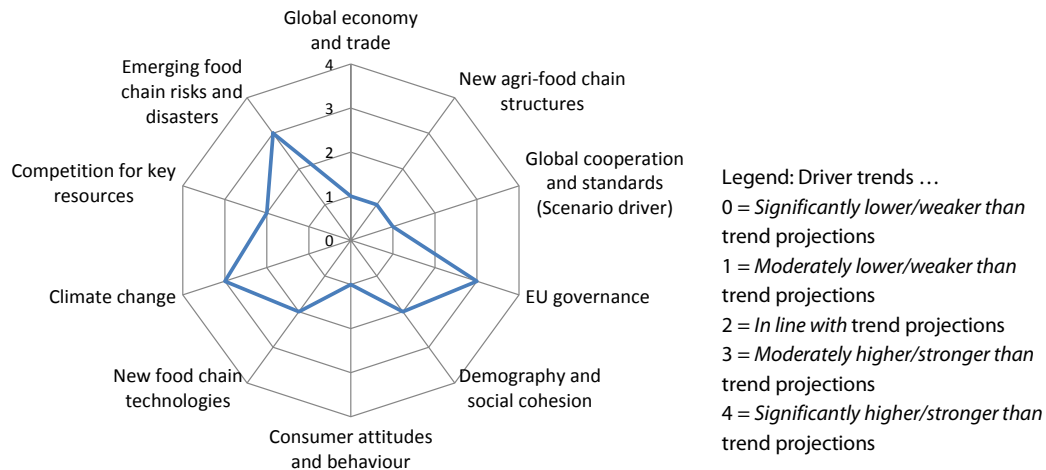 Global economy
and trade
New agri-food chain
structures
Global cooperation
and standards
(Scenario driver)
EU governance
Demography and
social cohesion
Consumer attitudes
and behaviour
New food chain
technologies
Climate change
Competition for key
resources
Emerging food
chain risks and
disasters
4
3
2
1
0
Legend: Driver trends …
0 = Significantly lower/weaker than
trend projections
1 = Moderately lower/weaker than
trend projections
2 = In line with trend projections
3 = Moderately higher/stronger than
trend projections
4 = Significantly higher/stronger than
trend projections